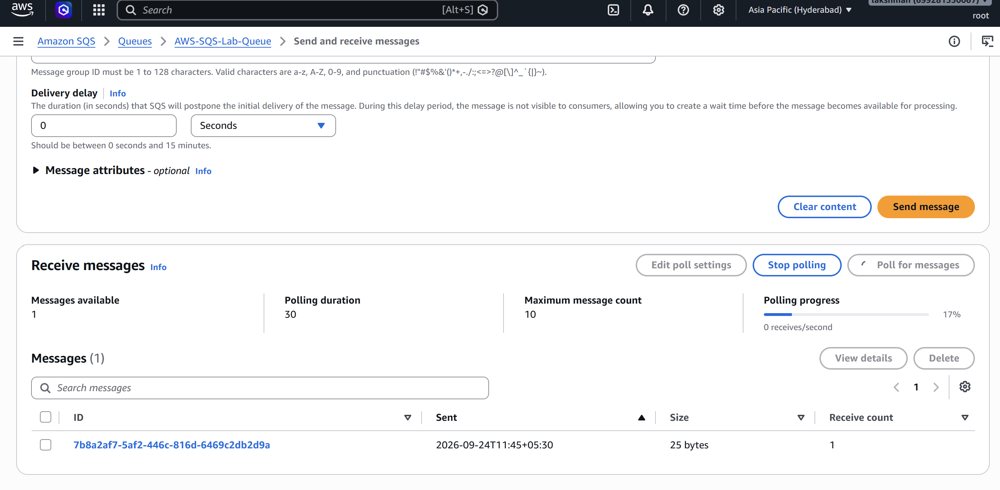 aws
Search [Alt+S]
Asia Pacific (Hyderabad)
lakshman (699281550067)
root
Amazon SQS > Queues > AWS-SQS-Lab-Queue > Send and receive messages
Message group ID must be 1 to 128 characters. Valid characters are a-z, A-Z, 0-9, and punctuation (!"#$%&'()*+,-./:;<=>?@[\]^_`{|}~).
Delivery delay Info
The duration (in seconds) that SQS will postpone the initial delivery of the message. During this delay period, the message is not visible to consumers, allowing you to create a wait time before the message becomes available for processing.
0 Seconds
Should be between 0 seconds and 15 minutes.
Message attributes - optional Info
Clear content Send message
Receive messages Info
Edit poll settings Stop polling Poll for messages
Messages available Polling duration Maximum message count Polling progress
1 30 10 17%
0 receives/second
Messages (1)
View details Delete
Search messages
1
ID Sent Size Receive count
7b8a2af7-5af2-446c-816d-6469c2db2d9a 2026-09-24T11:45+05:30 25 bytes 1